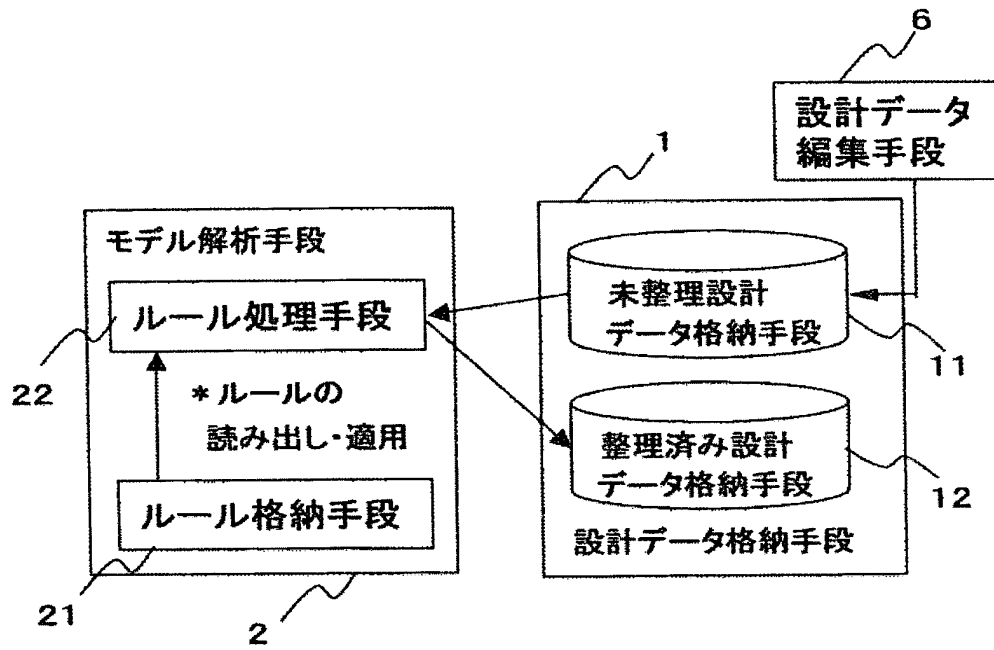 6
設計データ
編集手段
1
モデル解析手段
ルール処理手段
22
*ルールの
読み出し・適用
ルール格納手段
21
2
未整理設計
データ格納手段
11
整理済み設計
データ格納手段
12
設計データ格納手段